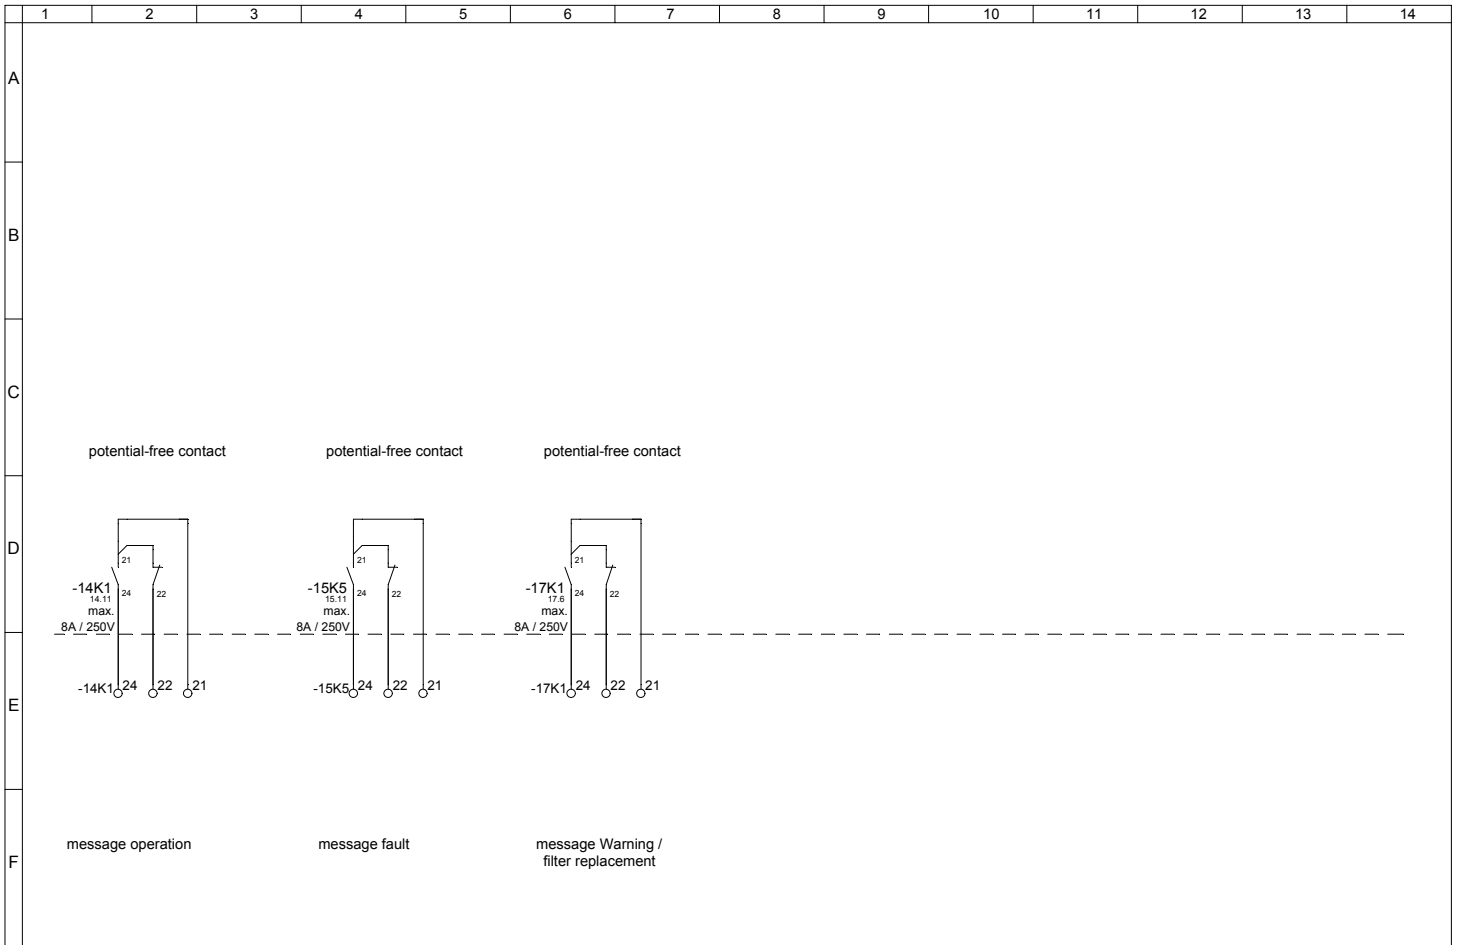 1 2 3 4 5 6 7 8 9 10 11 12 13 14
A
B
C
potential-free contact potential-free contact potential-free contact
D
21 21 21
-14K1 24 22 -15K5 24 22 -17K1 24 22
14.11 15.11 17.6
max. max. max.
8A / 250V 8A / 250V 8A / 250V
-14K1 24 22 21 -15K5 24 22 21 -17K1 24 22 21
E
message operation message fault message Warning /
filter replacement
F